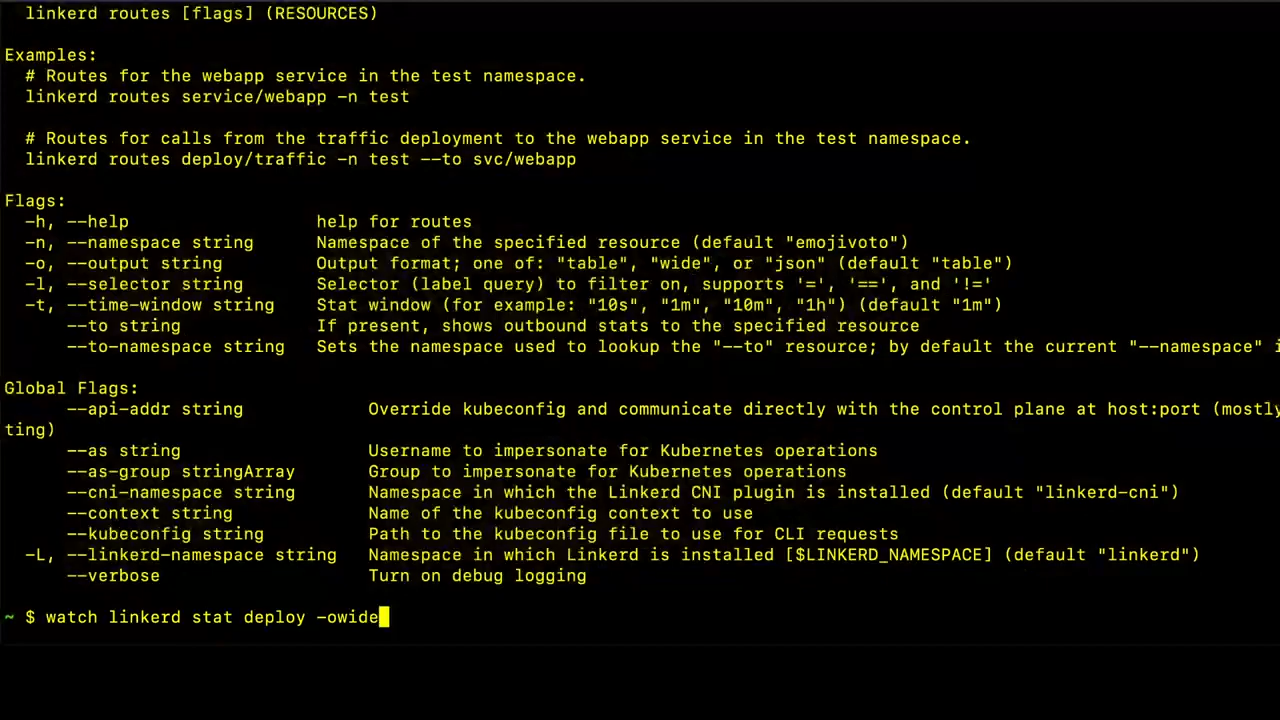 linkerd routes [flags] (RESOURCES)
Examples:
# Routes for the webapp service in the test namespace.
linkerd routes service/webapp -n test
# Routes for calls from the traffic deployment to the webapp service in the test namespace.
linkerd routes deploy/traffic -n test --to svc/webapp
Flags:
-h, --help help for routes
-n, --namespace string Namespace of the specified resource (default "emojivoto")
-o, --output string Output format; one of: "table", "wide", or "json" (default "table")
-l, --selector string Selector (label query) to filter on, supports '=', '==', and '!='
-t, --time-window string Stat window (for example: "10s", "1m", "10m", "1h") (default "1m")
--to string If present, shows outbound stats to the specified resource
--to-namespace string Sets the namespace used to lookup the "--to" resource; by default the current "--namespace" i
Global Flags:
--api-addr string Override kubeconfig and communicate directly with the control plane at host:port (mostly
ting)
--as string Username to impersonate for Kubernetes operations
--as-group stringArray Group to impersonate for Kubernetes operations
--cni-namespace string Namespace in which the Linkerd CNI plugin is installed (default "linkerd-cni")
--context string Name of the kubeconfig context to use
--kubeconfig string Path to the kubeconfig file to use for CLI requests
-L, --linkerd-namespace string Namespace in which Linkerd is installed [$LINKERD_NAMESPACE] (default "linkerd")
--verbose Turn on debug logging
~ $ watch linkerd stat deploy -owide